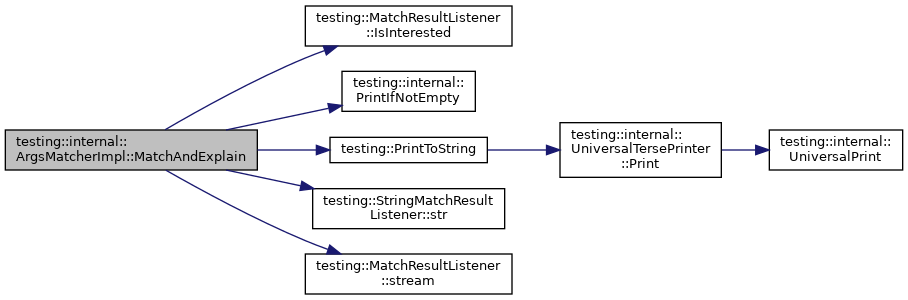 testing::internal::
ArgsMatcherImpl::MatchAndExplain
testing::MatchResultListener
::IsInterested
testing::internal::
PrintIfNotEmpty
testing::PrintToString
testing::internal::
UniversalTersePrinter
::Print
testing::internal::
UniversalPrint
testing::StringMatchResult
Listener::str
testing::MatchResultListener
::stream